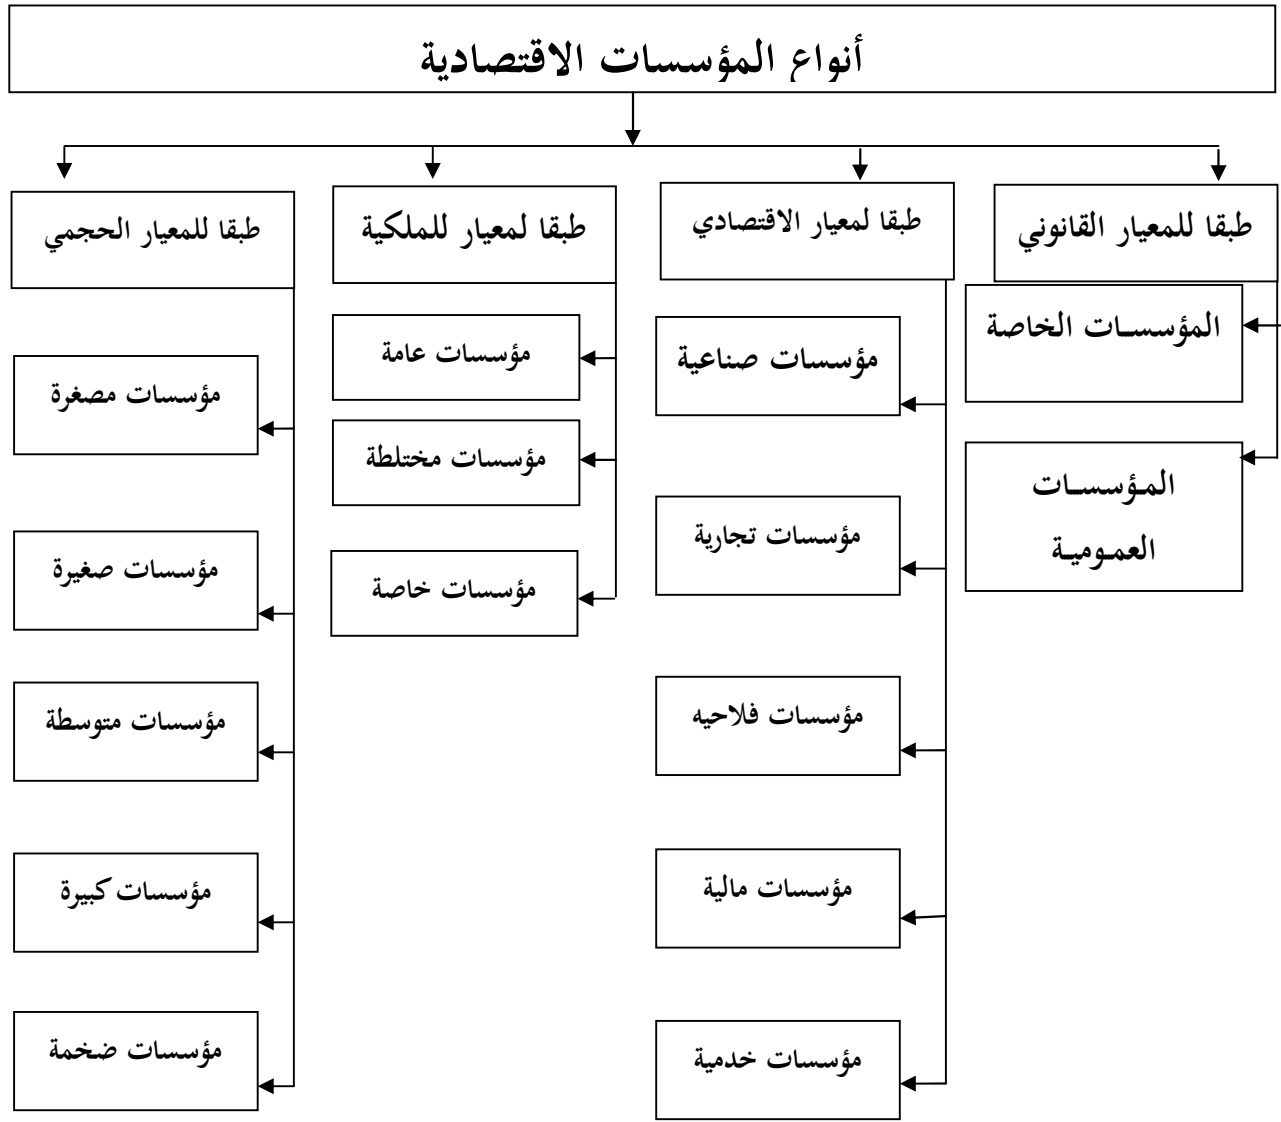 أنواع المؤسسات الاقتصادية
طبقا للمعيار القانوني
المؤسسات الخاصة
المؤسسات
العمومية
طبقا لمعيار الاقتصادي
مؤسسات صناعية
مؤسسات تجارية
مؤسسات فلاحيه
مؤسسات مالية
مؤسسات خدمية
طبقا لمعيار للملكية
مؤسسات عامة
مؤسسات مختلطة
مؤسسات خاصة
طبقا للمعيار الحجمي
مؤسسات مصغرة
مؤسسات صغيرة
مؤسسات متوسطة
مؤسسات كبيرة
مؤسسات ضخمة